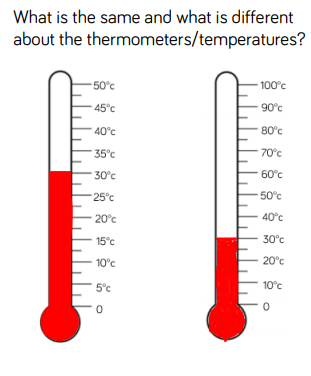 What is the same and what is different
about the thermometers/temperatures?
50°c
45°c
40°c
35°c
30°c
25°c
20°c
15°c
10°c
5°c
0
100°c
90°c
80°c
70°c
60°c
50°c
40°c
30°c
20°c
10°c
0